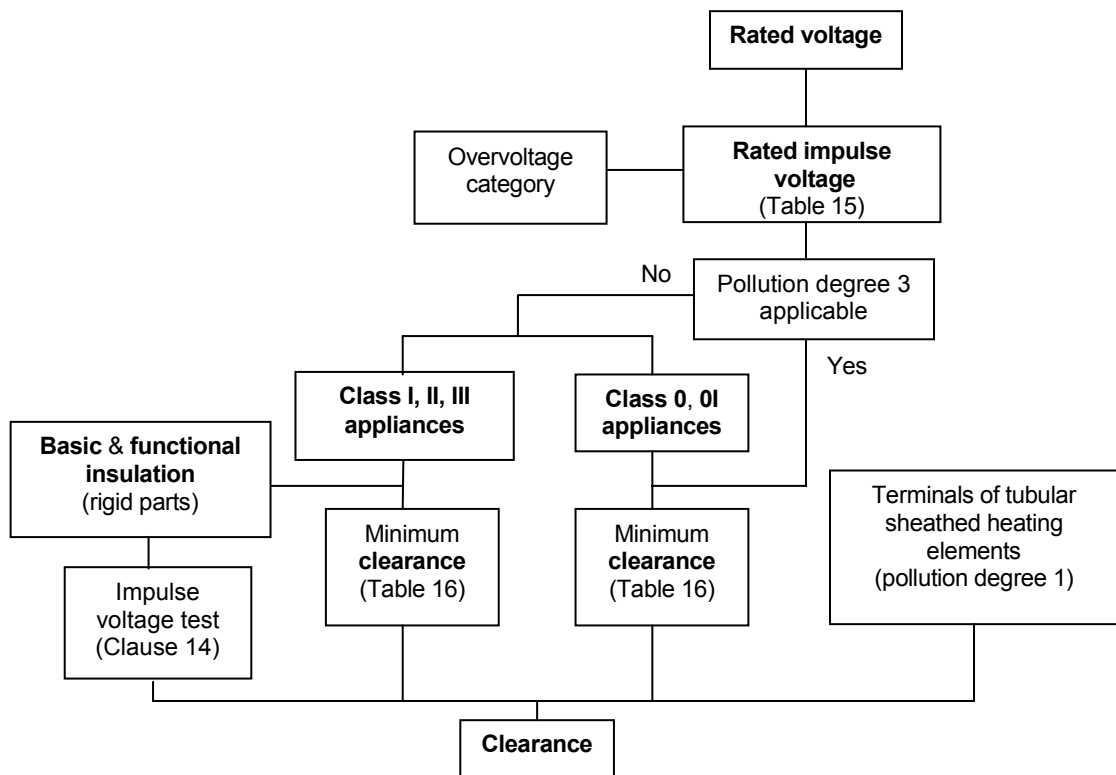 Rated voltage
Overvoltage
category
Rated impulse
voltage
(Table 15)
No
Pollution degree 3
applicable
Yes
Class I, II, III
appliances
Class 0, 0I
appliances
Basic & functional
insulation
(rigid parts)
Terminals of tubular
sheathed heating
elements
(pollution degree 1)
Minimum
clearance
(Table 16)
Minimum
clearance
(Table 16)
Impulse
voltage test
(Clause 14)
Clearance